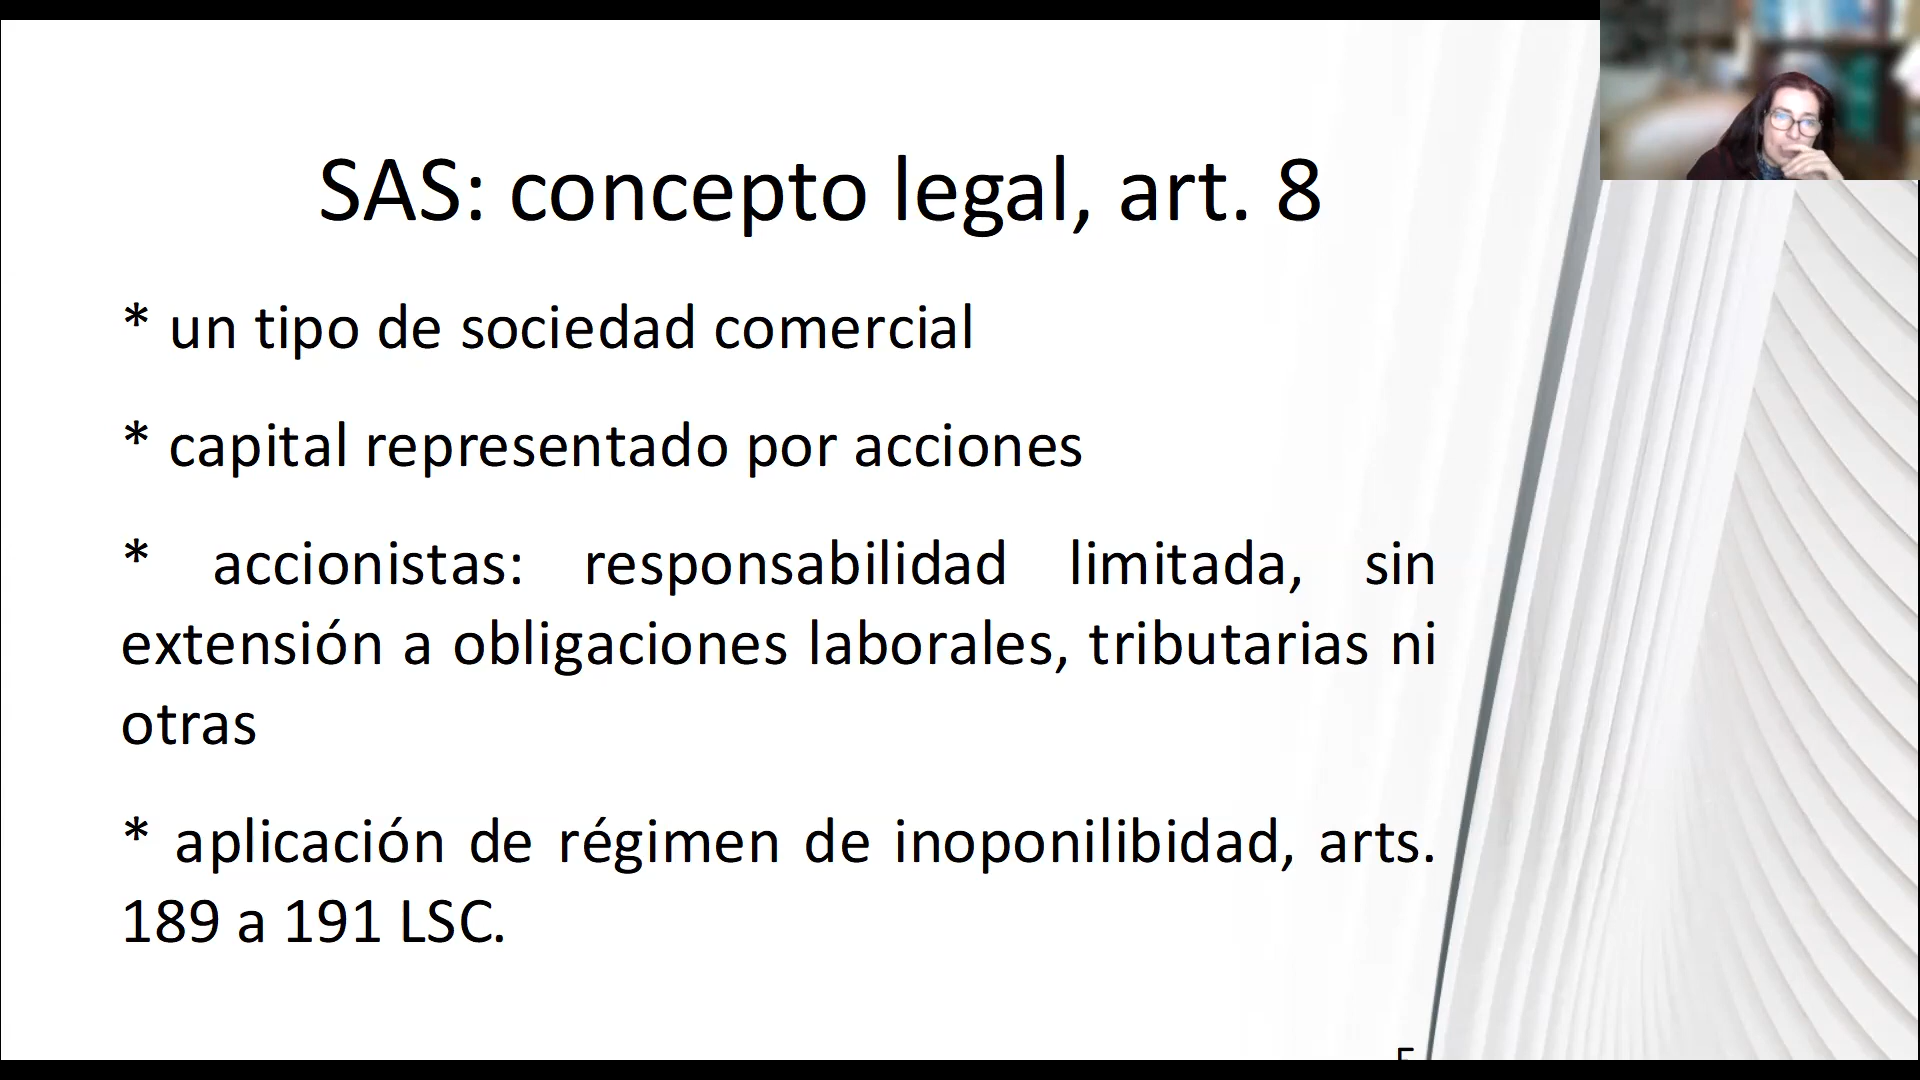 SAS: concepto legal, art. 8
* un tipo de sociedad comercial
* capital representado por acciones
* accionistas: responsabilidad limitada, sin
extensión a obligaciones laborales, tributarias ni
otras
* aplicación de régimen de inoponilibidad, arts.
189 a 191 LSC.